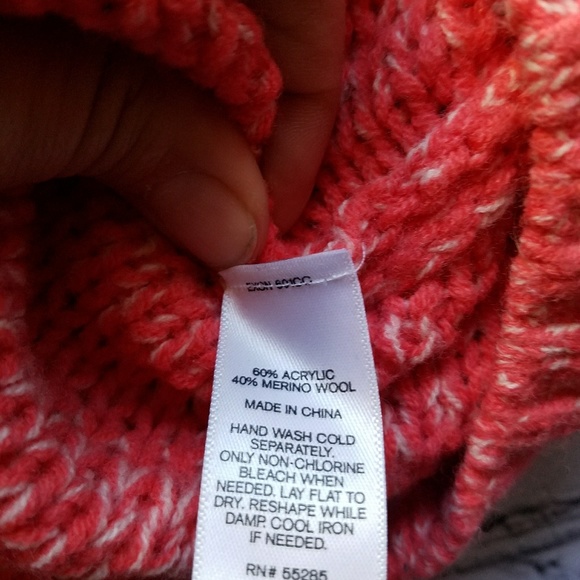 60% ACRYLIC
40% MERINO WOOL
MADE IN CHINA
HAND WASH COLD
SEPARATELY.
ONLY NON-CHLORINE
BLEACH WHEN
NEEDED. LAY FLAT TO
DRY. RESHAPE WHILE
DAMP. COOL IRON
IF NEEDED.
RN# 55285